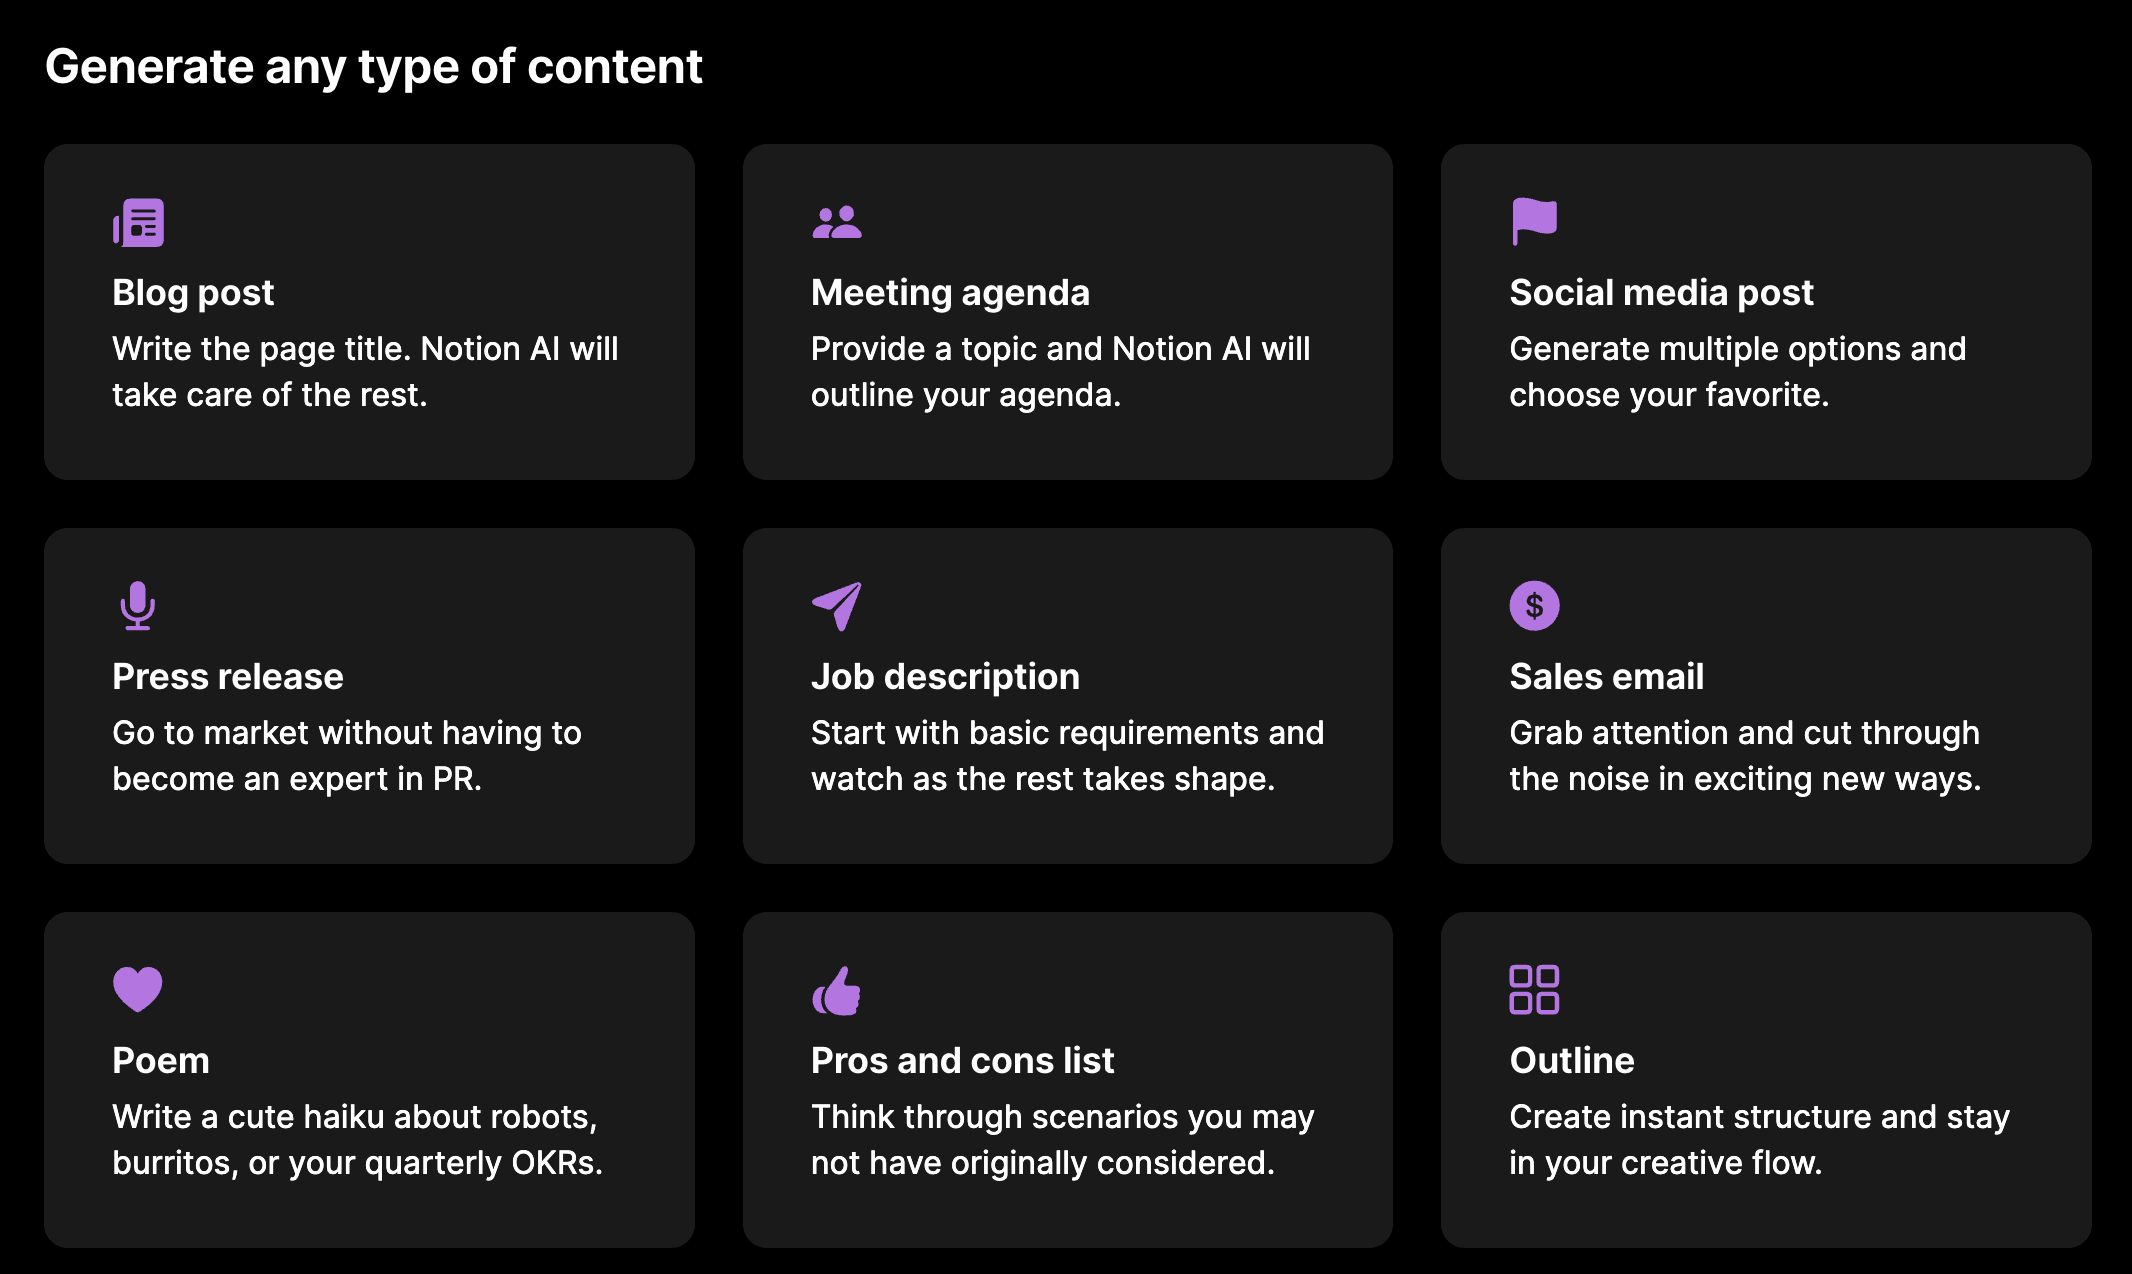 Generate any type of content
Blog post
Write the page title. Notion AI will
take care of the rest.
Meeting agenda
Provide a topic and Notion AI will
outline your agenda.
Social media post
Generate multiple options and
choose your favorite.
Press release
Go to market without having to
become an expert in PR.
Job description
Start with basic requirements and
watch as the rest takes shape.
$
Sales email
Grab attention and cut through
the noise in exciting new ways.
Poem
Write a cute haiku about robots,
burritos, or your quarterly OKRs.
Pros and cons list
Think through scenarios you may
not have originally considered.
Outline
Create instant structure and stay
in your creative flow.